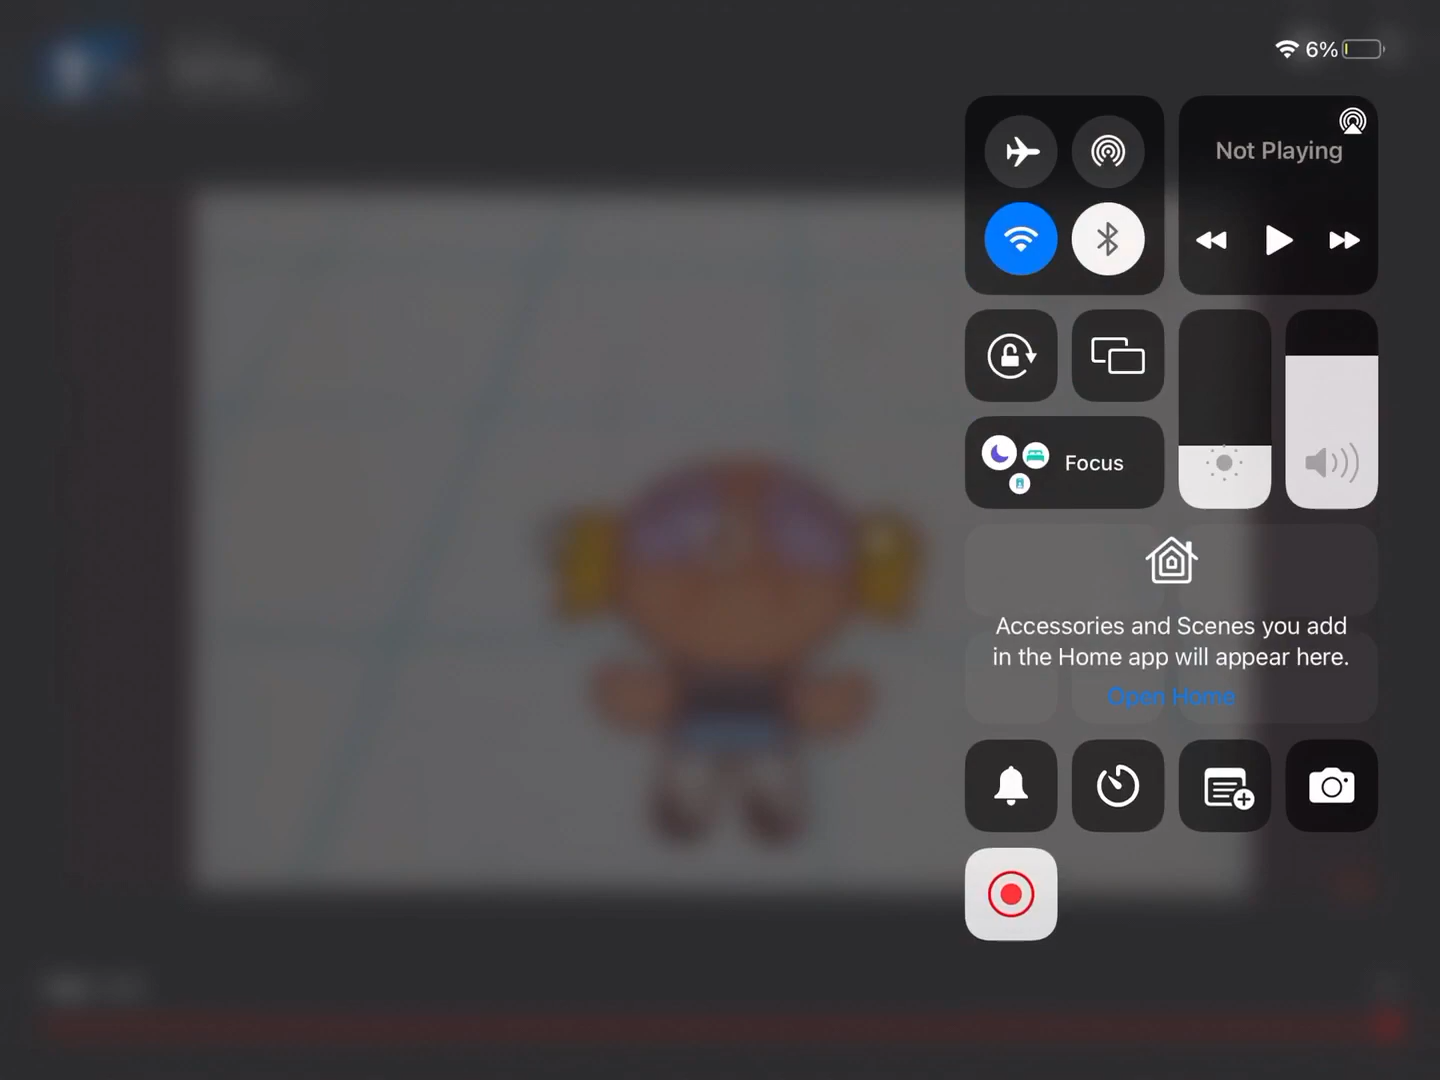 6%
Not Playing
Focus
Accessories and Scenes you add
in the Home app will appear here.
Open Home